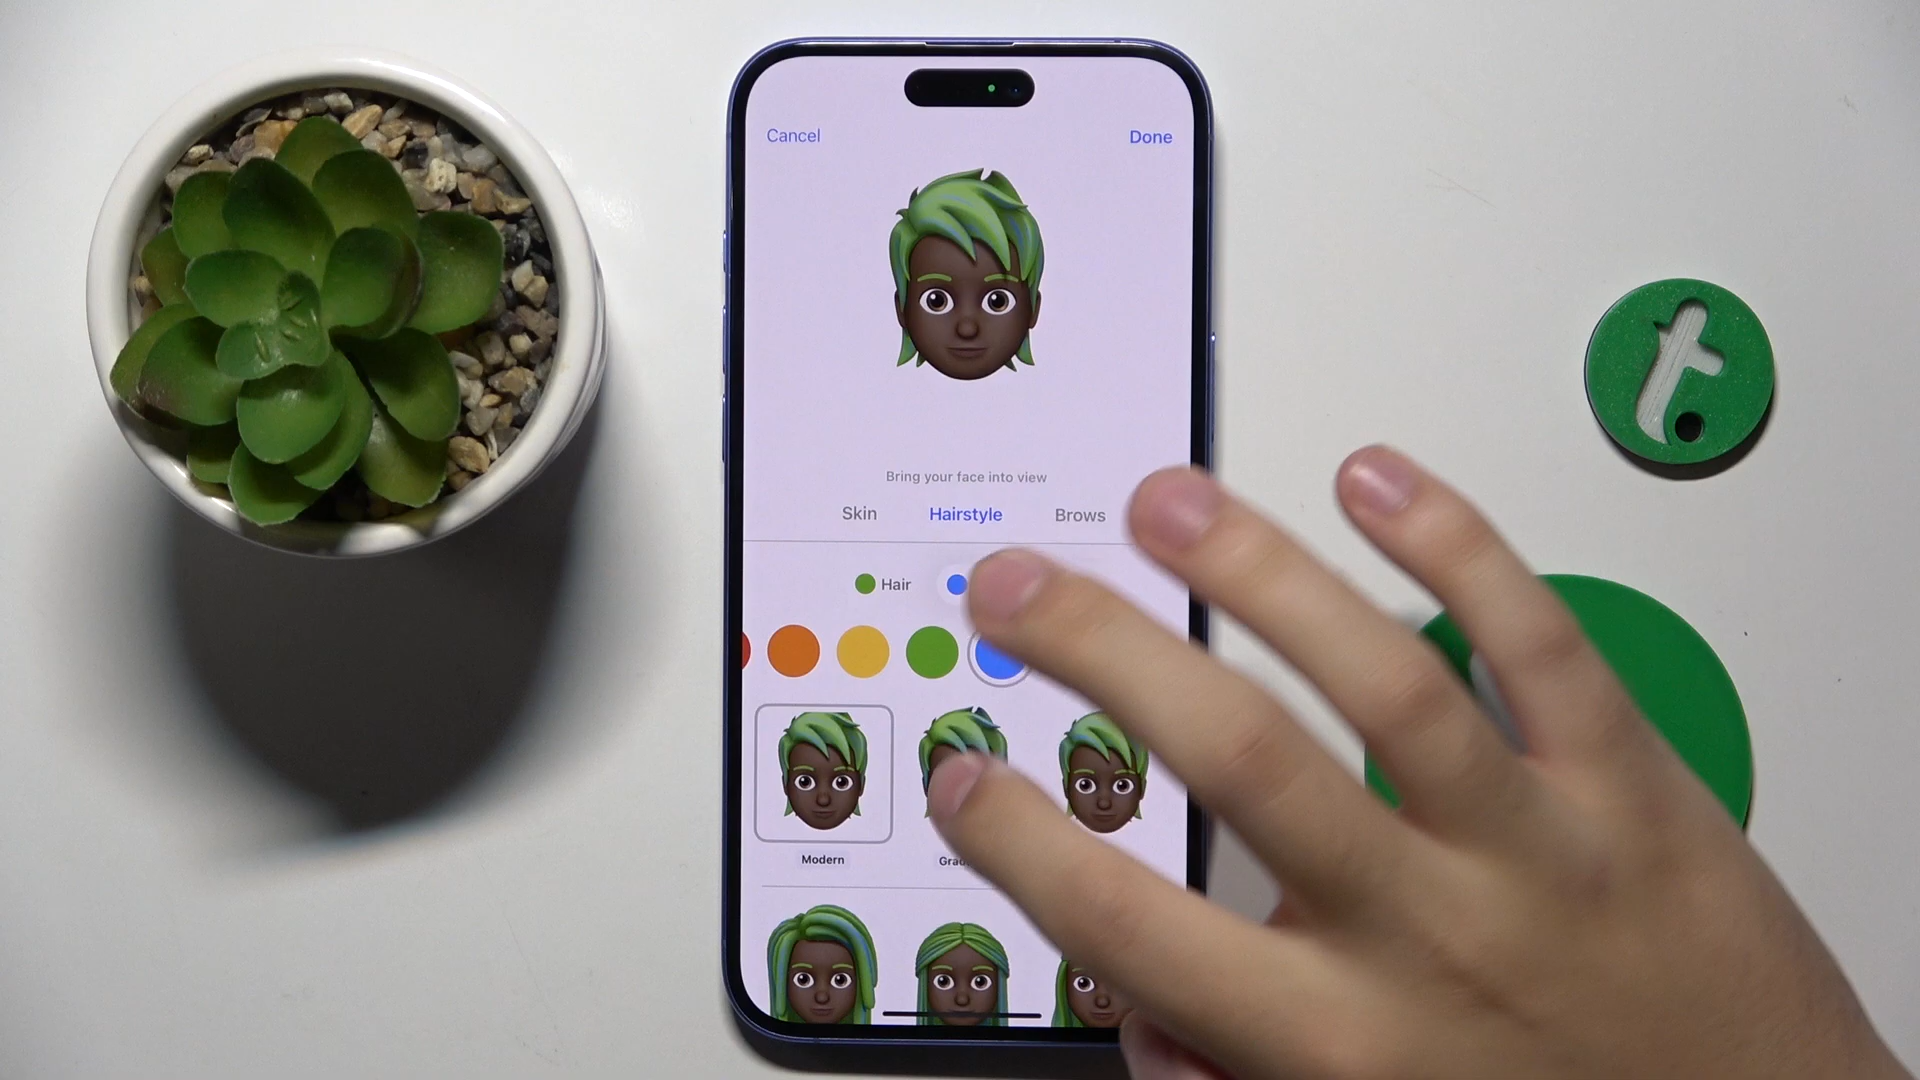 Cancel
Done
Bring your face into view
Skin
Hairstyle
Brows
Hair
Modern
t